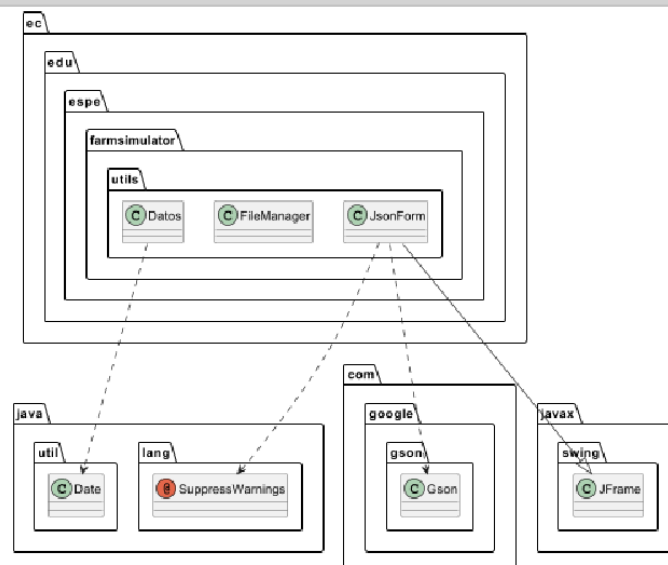 ec
edu
espe
farmsimulator
utils
C Datos
C FileManager
C JsonForm
com
java
google
javax
util
lang
gson
swing
C Date
@ SuppressWarnings
C Gson
C JFrame